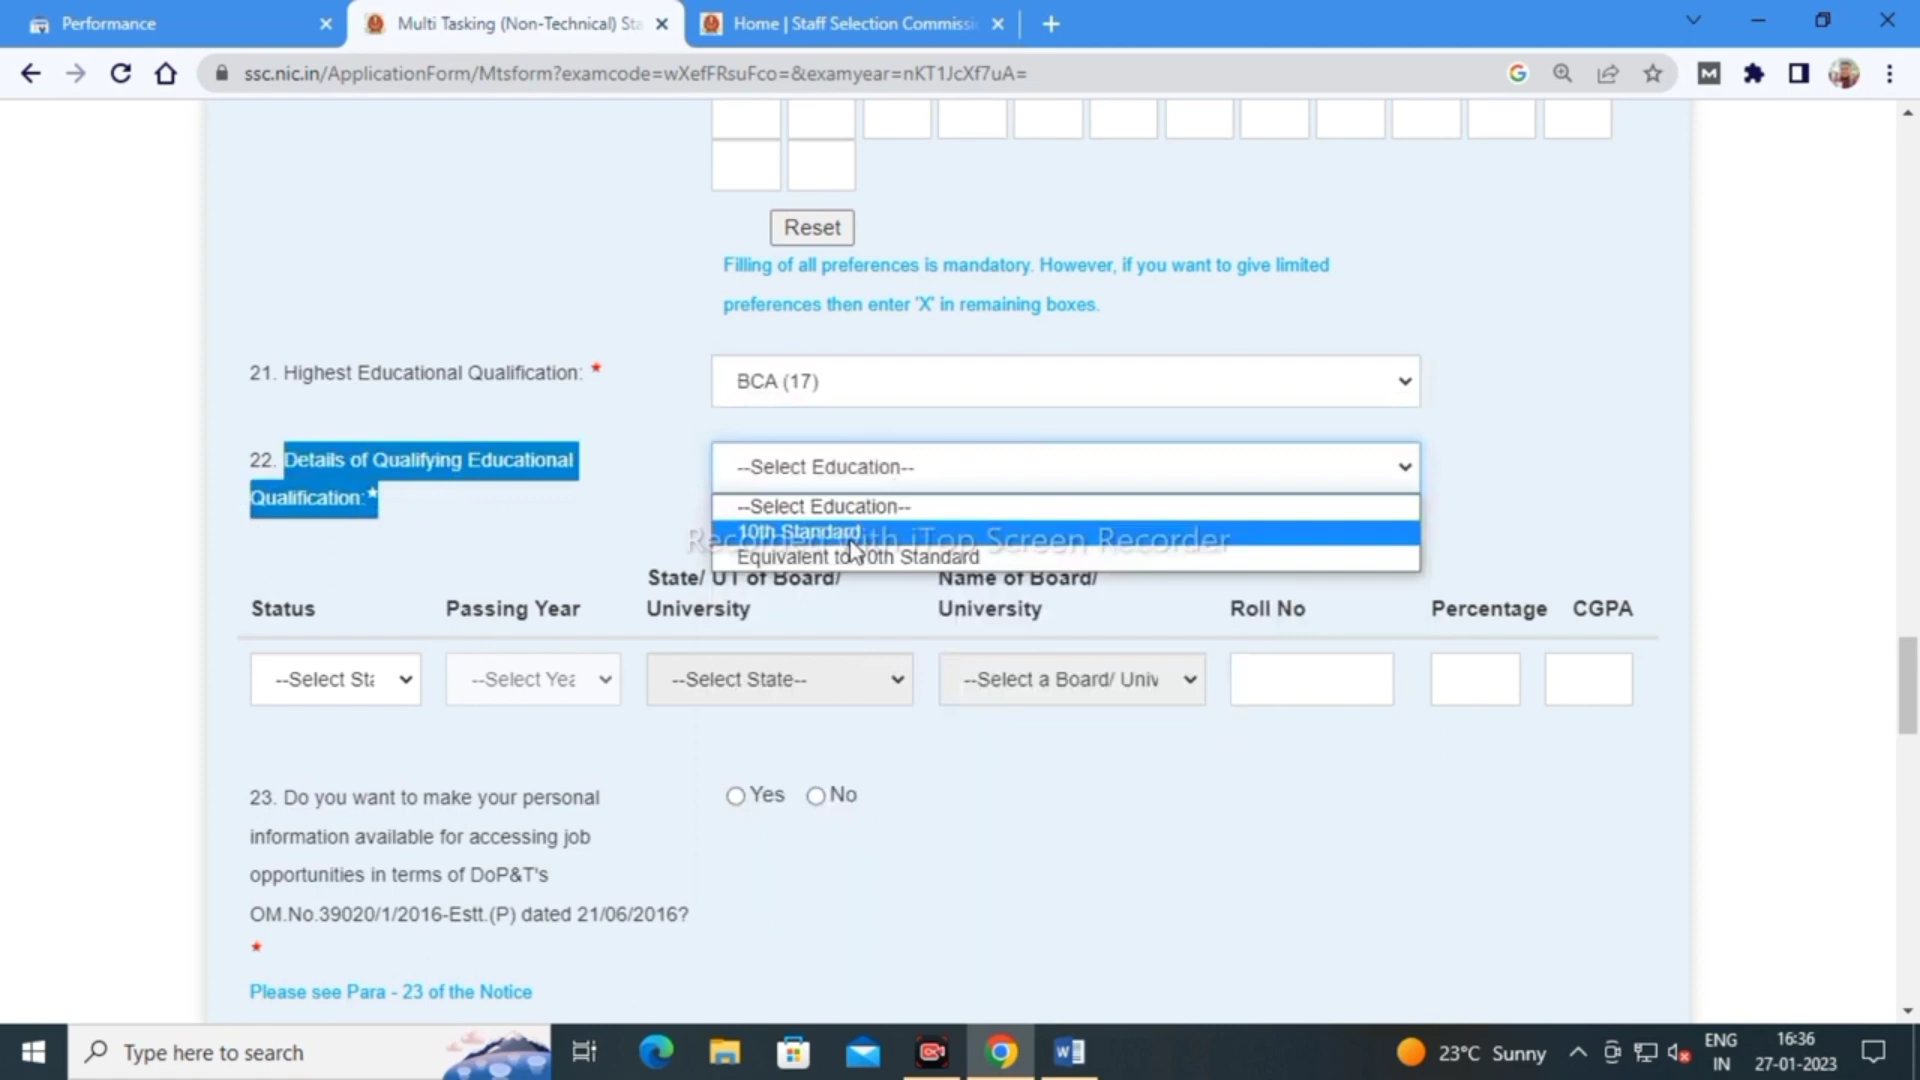 Performance
Multi Tasking (Non-Technical) Sta
Home | Staff Selection Commissi
ssc.nic.in/ApplicationForm/Mtsform?examcode=wXefFRsuFco=&examyear=nKT1JcXf7uA=
Reset
Filling of all preferences is mandatory. However, if you want to give limited
preferences then enter 'X' in remaining boxes.
21. Highest Educational Qualification: *
BCA (17)
22. Details of Qualifying Educational
Qualification:*
--Select Education--
--Select Education--
10th Standard
Recorded with iTop Screen Recorder
Equivalent to 10th Standard
Status
Passing Year
State/ UT of Board/
University
Name of Board/
University
Roll No
Percentage
CGPA
--Select Sta
--Select Yea
--Select State--
--Select a Board/ Univ
23. Do you want to make your personal
information available for accessing job
opportunities in terms of DoP&T's
OM.No.39020/1/2016-Estt.(P) dated 21/06/2016?
*
Yes
No
Please see Para - 23 of the Notice
Type here to search
23°C Sunny
ENG
IN
16:36
27-01-2023